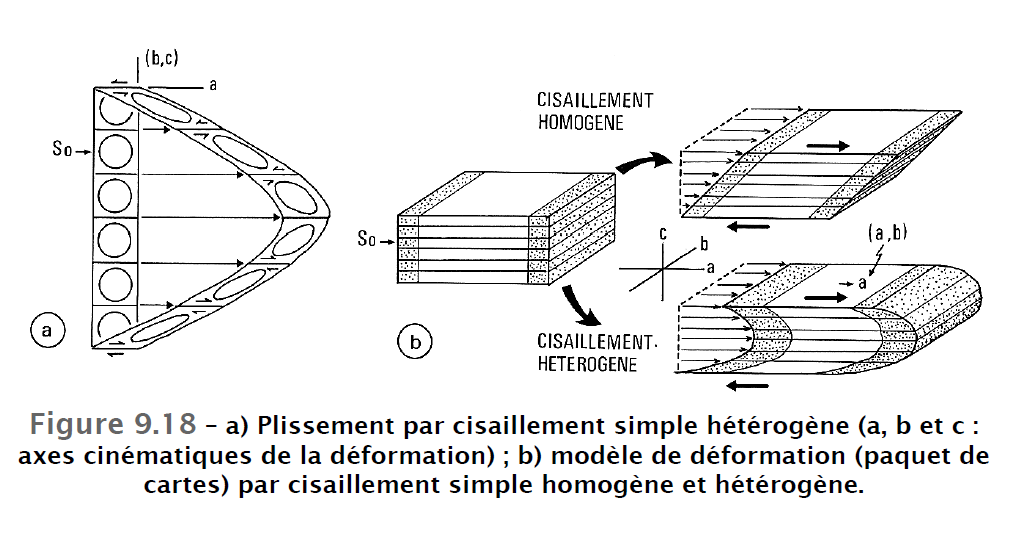 (b,c)
a
So
a
CISAILLEMENT
HOMOGENE
So
b
c
b
a
(a,b)
a
CISAILLEMENT.
HETEROGENE
Figure 9.18 – a) Plissement par cisaillement simple hétérogène (a, b et c :
axes cinématiques de la déformation) ; b) modèle de déformation (paquet de
cartes) par cisaillement simple homogène et hétérogène.